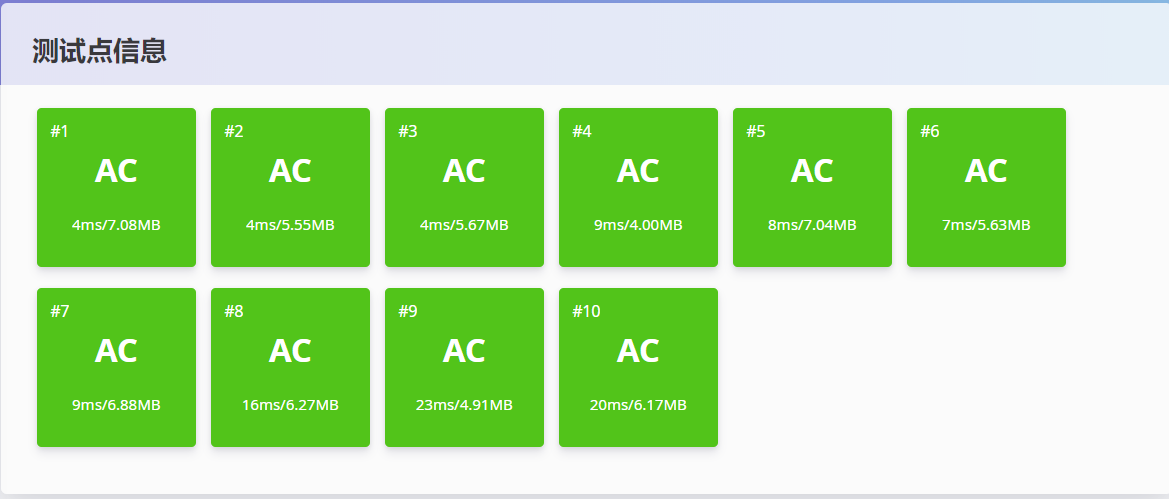 测试点信息
#1
AC
4ms/7.08MB
#2
AC
4ms/5.55MB
#3
AC
4ms/5.67MB
#4
AC
9ms/4.00MB
#5
AC
8ms/7.04MB
#6
AC
7ms/5.63MB
#7
AC
9ms/6.88MB
#8
AC
16ms/6.27MB
#9
AC
23ms/4.91MB
#10
AC
20ms/6.17MB